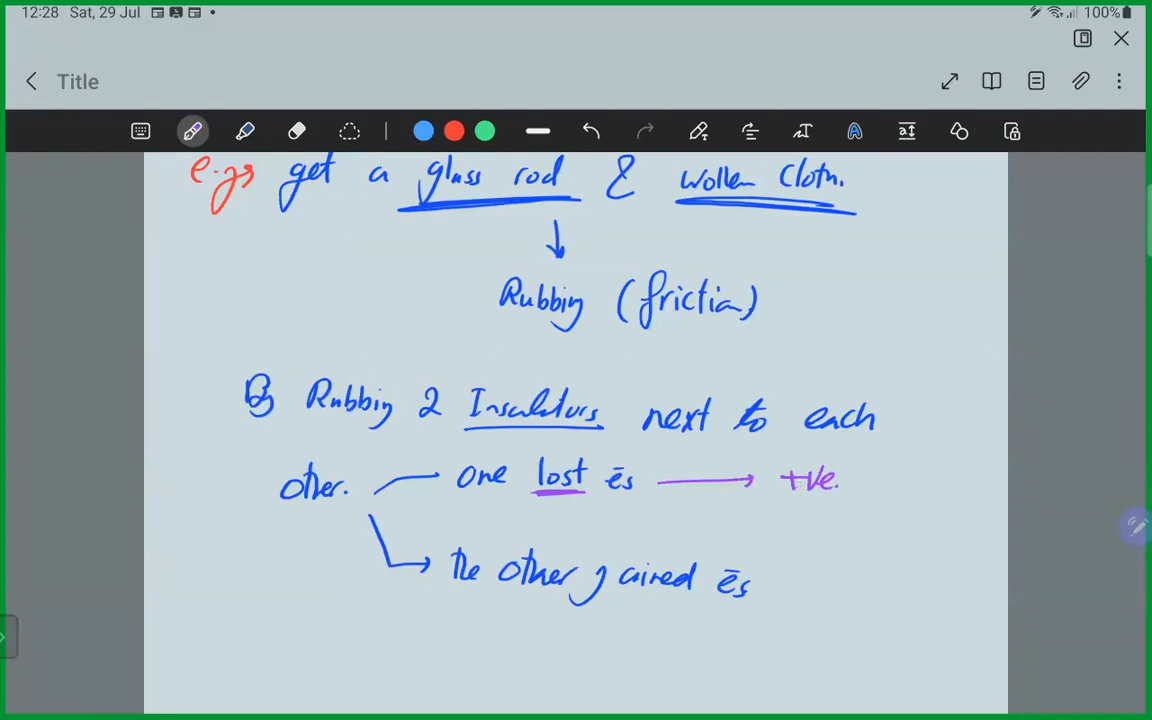 12:28 Sat, 29 Jul
100%
Title
e.gs get a glass rod & wollen Cloth.
Rubbing (friction)
By Rubbing 2 Insulators next to each
other. one lost ēs +ve.
the other gained ēs